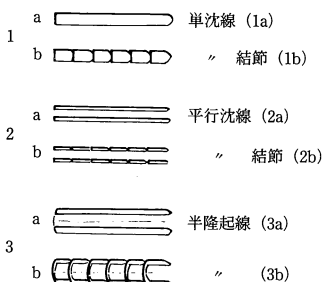 1 a 単沈線 (1a)
b 〃 結節 (1b)
2 a 平行沈線 (2a)
b 〃 結節 (2b)
3 a 半隆起線 (3a)
b 〃 (3b)